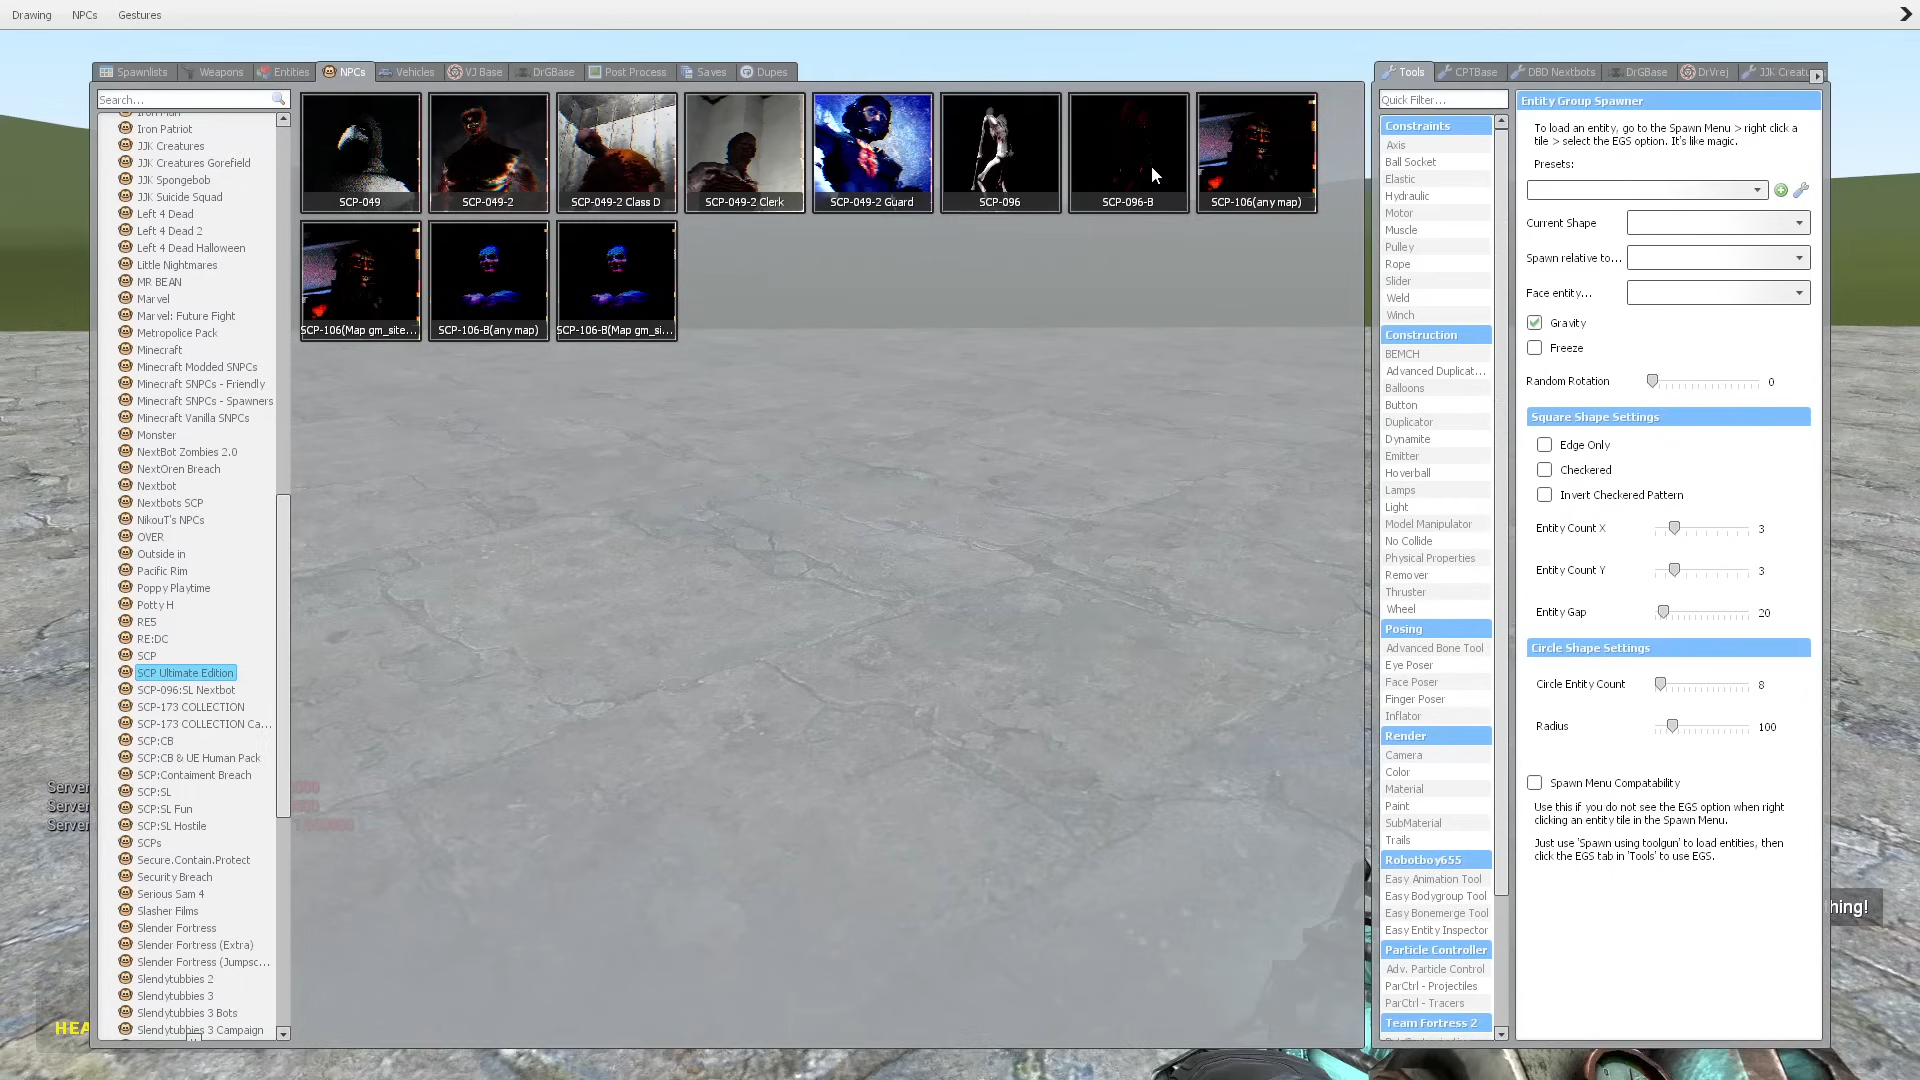 Drawing NPCs Gestures
Spawnlists Weapons Entities NPCs Vehicles VJ Base DrGBase Post Process Saves Dupes
Search...
Iron Patriot
JJK Creatures
JJK Creatures Gorefield
JJK Spongebob
JJK Suicide Squad
Left 4 Dead
Left 4 Dead 2
Left 4 Dead Halloween
Little Nightmares
MR BEAN
Marvel
Marvel: Future Fight
Metropolice Pack
Minecraft
Minecraft Modded SNPCs
Minecraft SNPCs - Friendly
Minecraft SNPCs - Spawners
Minecraft Vanilla SNPCs
Monster
NextBot Zombies 2.0
NextOren Breach
Nextbot
Nextbots SCP
NikouT's NPCs
OVER
Outside in
Pacific Rim
Poppy Playtime
Potty H
RE5
RE:DC
SCP
SCP Ultimate Edition
SCP-096:SL Nextbot
SCP-173 COLLECTION
SCP-173 COLLECTION Ca...
SCP:CB
SCP:CB & UE Human Pack
SCP:Contaiment Breach
SCP:SL
SCP:SL Fun
SCP:SL Hostile
SCPs
Secure.Contain.Protect
Security Breach
Serious Sam 4
Slasher Films
Slender Fortress
Slender Fortress (Extra)
Slender Fortress (Jumpsc...
Slendytubbies 2
Slendytubbies 3
Slendytubbies 3 Bots
Slendytubbies 3 Campaign
Server
Server
Server
HEA
SCP-049 SCP-049-2 SCP-049-2 Class D SCP-049-2 Clerk SCP-049-2 Guard SCP-096 SCP-096-B SCP-106(any map)
SCP-106(Map gm_site... SCP-106-B(any map) SCP-106-B(Map gm_si...
Tools CPTBase DBD Nextbots DrGBase DrVrej JJK Creatu
Quick Filter...
Constraints
Axis
Ball Socket
Elastic
Hydraulic
Motor
Muscle
Pulley
Rope
Slider
Weld
Winch
Construction
BEMCH
Advanced Duplicat...
Balloons
Button
Duplicator
Dynamite
Emitter
Hoverball
Lamps
Light
Model Manipulator
No Collide
Physical Properties
Remover
Thruster
Wheel
Posing
Advanced Bone Tool
Eye Poser
Face Poser
Finger Poser
Inflator
Render
Camera
Color
Material
Paint
SubMaterial
Trails
Robotboy655
Easy Animation Tool
Easy Bodygroup Tool
Easy Bonemerge Tool
Easy Entity Inspector
Particle Controller
Adv. Particle Control
ParCtrl - Projectiles
ParCtrl - Tracers
Team Fortress 2
Entity Group Spawner
To load an entity, go to the Spawn Menu > right click a
tile > select the EGS option. It's like magic.
Presets:
Current Shape
Spawn relative to...
Face entity...
Gravity
Freeze
Random Rotation 0
Square Shape Settings
Edge Only
Checkered
Invert Checkered Pattern
Entity Count X 3
Entity Count Y 3
Entity Gap 20
Circle Shape Settings
Circle Entity Count 8
Radius 100
Spawn Menu Compatability
Use this if you do not see the EGS option when right
clicking an entity tile in the Spawn Menu.
Just use 'Spawn using toolgun' to load entities, then
click the EGS tab in 'Tools' to use EGS.
hing!